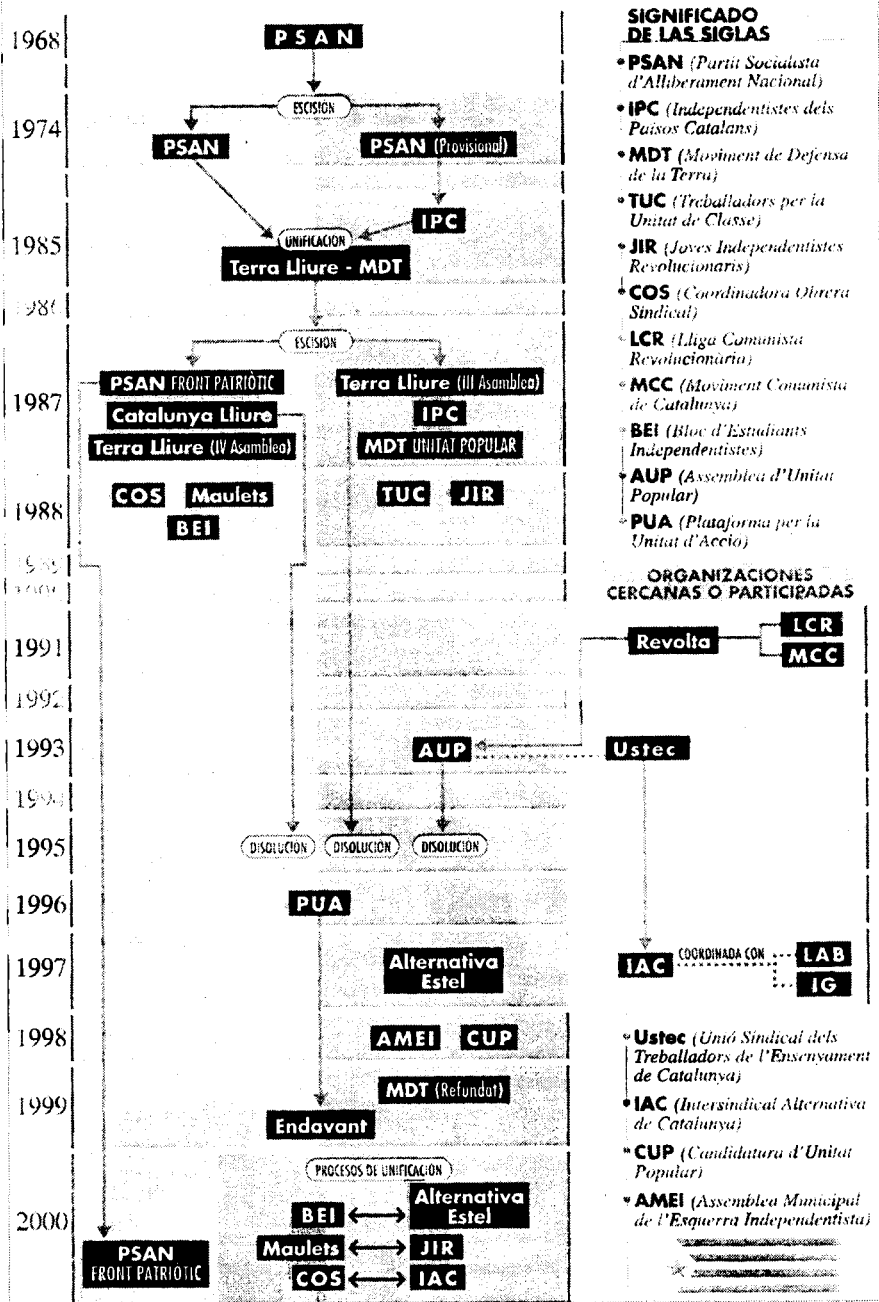 1968
PSAN
ESCISIÓN
1974
PSAN
PSAN (Provisional)
IPC
1985
UNIFICACIÓN
Terra Lliure - MDT
1986
ESCISIÓN
1987
PSAN FRONT PATRIÒTIC
Catalunya Lliure
Terra Lliure (IV Asamblea)
Terra Lliure (III Asamblea)
IPC
MDT UNITAT POPULAR
1988
COS Maulets
BEI
TUC JIR
1989
1990
1991
1992
1993
AUP
1994
1995
DISOLUCIÓN DISOLUCIÓN DISOLUCIÓN
1996
PUA
1997
Alternativa
Estel
1998
AMEI CUP
1999
MDT (Refundat)
Endavant
2000
PROCESOS DE UNIFICACIÓN
BEI Alternativa
Estel
Maulets JIR
COS IAC
PSAN
FRONT PATRIÒTIC
SIGNIFICADO
DE LAS SIGLAS
PSAN (Partit Socialista
d'Alliberament Nacional)
IPC (Independentistes dels
Països Catalans)
MDT (Moviment de Defensa
de la Terra)
TUC (Treballadors per la
Unitat de Classe)
JIR (Joves Independentistes
Revolucionaris)
COS (Coordinadora Obrera
Sindical)
LCR (Lliga Comunista
Revolucionària)
MCC (Moviment Comunista
de Catalunya)
BEI (Bloc d'Estudiants
Independentistes)
AUP (Assemblea d'Unitat
Popular)
PUA (Plataforma per la
Unitat d'Acció)
ORGANIZACIONES
CERCANAS O PARTICIPADAS
Revolta
LCR
MCC
Ustec
IAC COORDINADA CON LAB
IG
Ustec (Unió Sindical dels
Treballadors de l'Ensenyament
de Catalunya)
IAC (Intersindical Alternativa
de Catalunya)
CUP (Candidatura d'Unitat
Popular)
AMEI (Assemblea Municipal
de l'Esquerra Independentista)